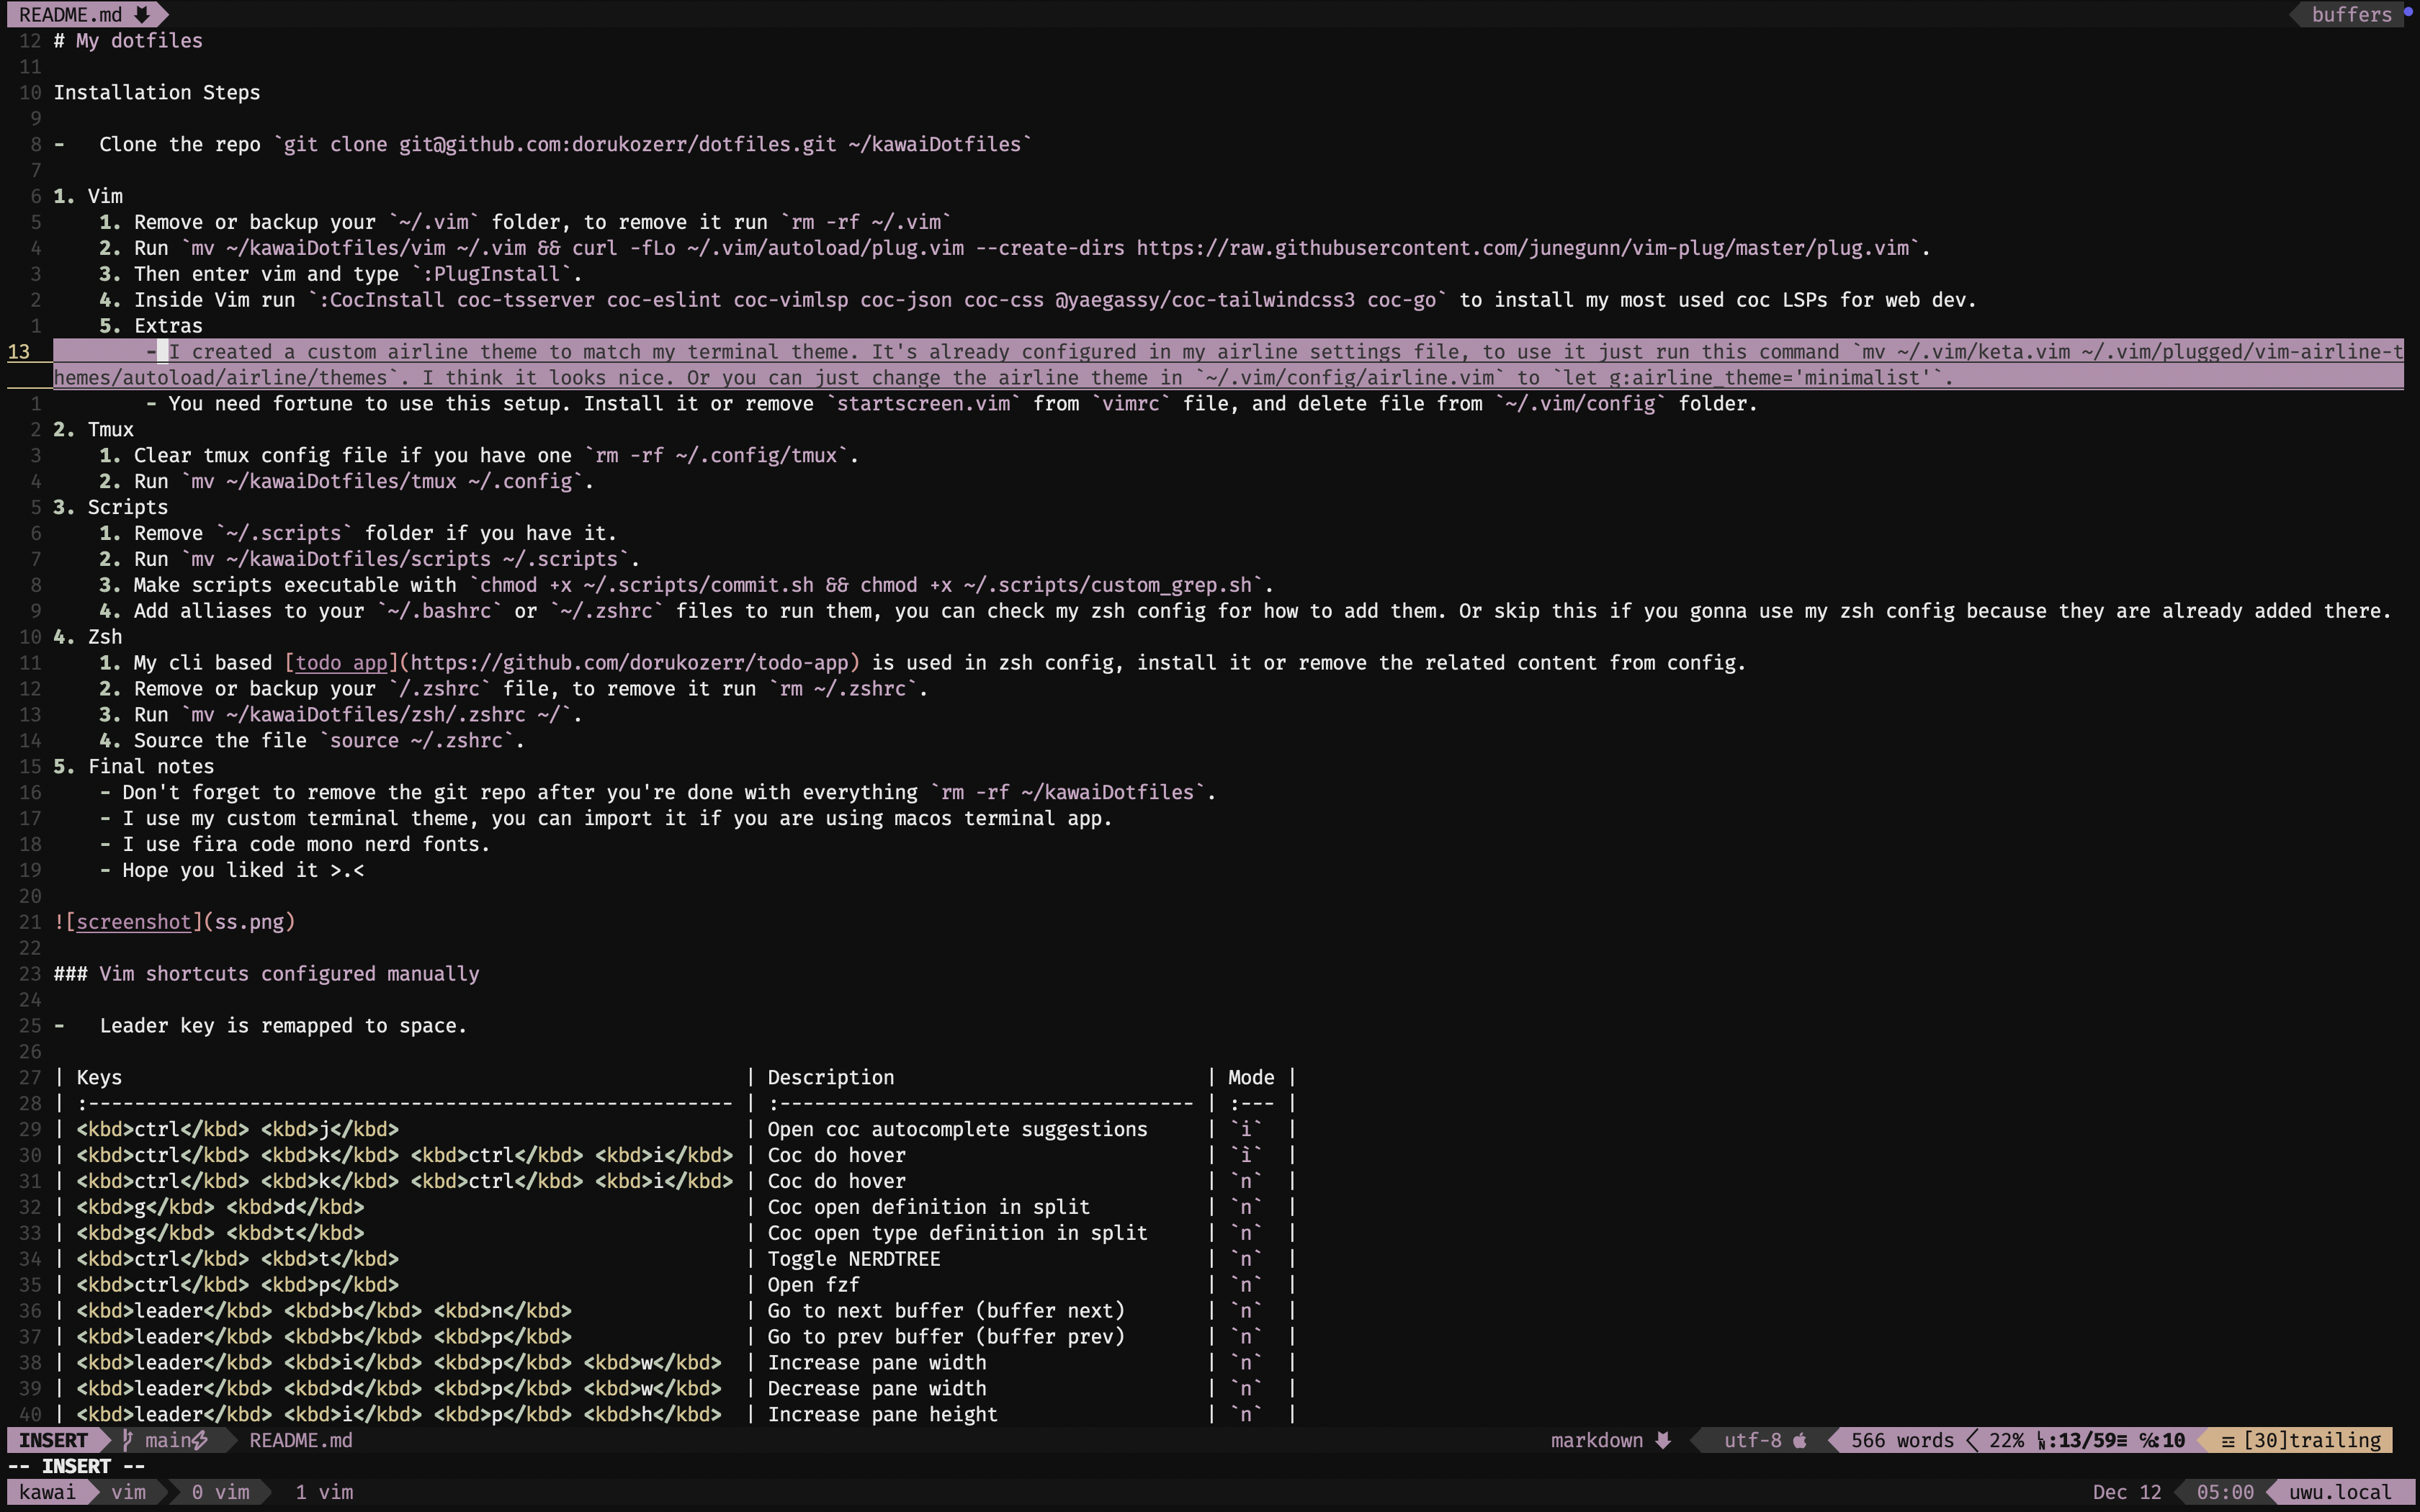 README.md buffers
12 # My dotfiles
11
10 Installation Steps
9
8 -   Clone the repo `git clone git@github.com:dorukozerr/dotfiles.git ~/kawaiDotfiles`
7
6 1. Vim
5     1. Remove or backup your `~/.vim` folder, to remove it run `rm -rf ~/.vim`
4     2. Run `mv ~/kawaiDotfiles/vim ~/.vim && curl -fLo ~/.vim/autoload/plug.vim --create-dirs https://raw.githubusercontent.com/junegunn/vim-plug/master/plug.vim`.
3     3. Then enter vim and type `:PlugInstall`.
2     4. Inside Vim run `:CocInstall coc-tsserver coc-eslint coc-vimlsp coc-json coc-css @yaegassy/coc-tailwindcss3 coc-go` to install my most used coc LSPs for web dev.
1     5. Extras
13         - I created a custom airline theme to match my terminal theme. It's already configured in my airline settings file, to use it just run this command `mv ~/.vim/keta.vim ~/.vim/plugged/vim-airline-t
hemes/autoload/airline/themes`. I think it looks nice. Or you can just change the airline theme in `~/.vim/config/airline.vim` to `let g:airline_theme='minimalist'`.
1         - You need fortune to use this setup. Install it or remove `startscreen.vim` from `vimrc` file, and delete file from `~/.vim/config` folder.
2 2. Tmux
3     1. Clear tmux config file if you have one `rm -rf ~/.config/tmux`.
4     2. Run `mv ~/kawaiDotfiles/tmux ~/.config`.
5 3. Scripts
6     1. Remove `~/.scripts` folder if you have it.
7     2. Run `mv ~/kawaiDotfiles/scripts ~/.scripts`.
8     3. Make scripts executable with `chmod +x ~/.scripts/commit.sh && chmod +x ~/.scripts/custom_grep.sh`.
9     4. Add alliases to your `~/.bashrc` or `~/.zshrc` files to run them, you can check my zsh config for how to add them. Or skip this if you gonna use my zsh config because they are already added there.
10 4. Zsh
11     1. My cli based [todo app](https://github.com/dorukozerr/todo-app) is used in zsh config, install it or remove the related content from config.
12     2. Remove or backup your `/.zshrc` file, to remove it run `rm ~/.zshrc`.
13     3. Run `mv ~/kawaiDotfiles/zsh/.zshrc ~/`.
14     4. Source the file `source ~/.zshrc`.
15 5. Final notes
16     - Don't forget to remove the git repo after you're done with everything `rm -rf ~/kawaiDotfiles`.
17     - I use my custom terminal theme, you can import it if you are using macos terminal app.
18     - I use fira code mono nerd fonts.
19     - Hope you liked it >.<
20
21 ![screenshot](ss.png)
22
23 ### Vim shortcuts configured manually
24
25 -   Leader key is remapped to space.
26
27 | Keys                                                      | Description                          | Mode |
28 | :-------------------------------------------------------- | :------------------------------------ | :--- |
29 | <kbd>ctrl</kbd> <kbd>j</kbd>                              | Open coc autocomplete suggestions     | `i`  |
30 | <kbd>ctrl</kbd> <kbd>k</kbd> <kbd>ctrl</kbd> <kbd>i</kbd> | Coc do hover                          | `ì`  |
31 | <kbd>ctrl</kbd> <kbd>k</kbd> <kbd>ctrl</kbd> <kbd>i</kbd> | Coc do hover                          | `n`  |
32 | <kbd>g</kbd> <kbd>d</kbd>                                 | Coc open definition in split          | `n`  |
33 | <kbd>g</kbd> <kbd>t</kbd>                                 | Coc open type definition in split     | `n`  |
34 | <kbd>ctrl</kbd> <kbd>t</kbd>                              | Toggle NERDTREE                       | `n`  |
35 | <kbd>ctrl</kbd> <kbd>p</kbd>                              | Open fzf                              | `n`  |
36 | <kbd>leader</kbd> <kbd>b</kbd> <kbd>n</kbd>               | Go to next buffer (buffer next)       | `n`  |
37 | <kbd>leader</kbd> <kbd>b</kbd> <kbd>p</kbd>               | Go to prev buffer (buffer prev)       | `n`  |
38 | <kbd>leader</kbd> <kbd>i</kbd> <kbd>p</kbd> <kbd>w</kbd>  | Increase pane width                   | `n`  |
39 | <kbd>leader</kbd> <kbd>d</kbd> <kbd>p</kbd> <kbd>w</kbd>  | Decrease pane width                   | `n`  |
40 | <kbd>leader</kbd> <kbd>i</kbd> <kbd>p</kbd> <kbd>h</kbd>  | Increase pane height                  | `n`  |
INSERT main README.md markdown utf-8 566 words 22% ㏑:13/59≡ ℅:10 ☲ [30]trailing
-- INSERT --
kawai vim 0 vim 1 vim Dec 12 05:00 uwu.local